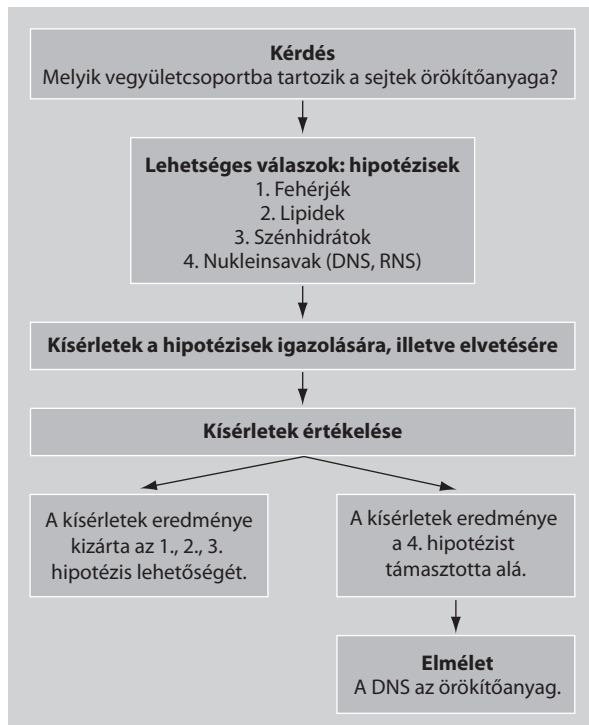 Kérdés
Melyik vegyületcsoportba tartozik a sejtek örökítőanyaga?
Lehetséges válaszok: hipotézisek
1. Fehérjék
2. Lipidek
3. Szénhidrátok
4. Nukleinsavak (DNS, RNS)
Kísérletek a hipotézisek igazolására, illetve elvetésére
Kísérletek értékelése
A kísérletek eredménye
kizárta az 1., 2., 3.
hipotézis lehetőségét.
A kísérletek eredménye
a 4. hipotézist
támasztotta alá.
Elmélet
A DNS az örökítőanyag.